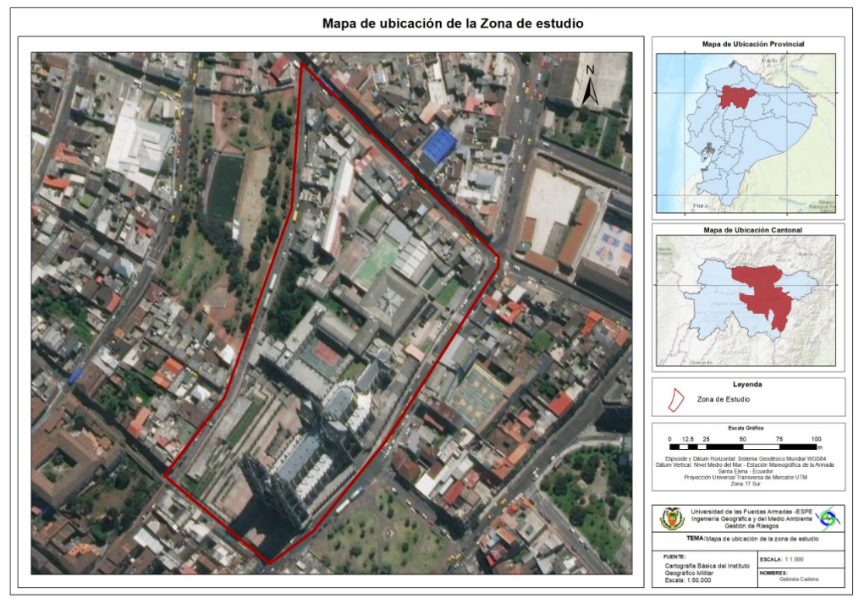 Mapa de ubicación de la Zona de estudio
N
Mapa de Ubicación Provincial
Mapa de Ubicación Cantonal
Leyenda
Zona de Estudio
Escala Gráfica
0 12.5 25 50 75 100
m
Elipsoide y Dátum Horizontal Sistema Geodésico Mundial WGS84
Dátum Vertical: Nivel Medio del Mar - Estación Mareográfica de la Armada
Santa Elena - Ecuador
Proyección Universal Transversa de Mercator UTM
Zona 17 Sur
Universidad de las Fuerzas Armadas -ESPE
Ingeniería Geográfica y del Medio Ambiente
Gestión de Riesgos
TEMA:Mapa de ubicación de la zona de estudio
FUENTE:
Cartografía Básica del Instituto
Geográfico Militar
Escala: 1:50.000
ESCALA: 1:1.000
NOMBRES:
Gabriela Cadena